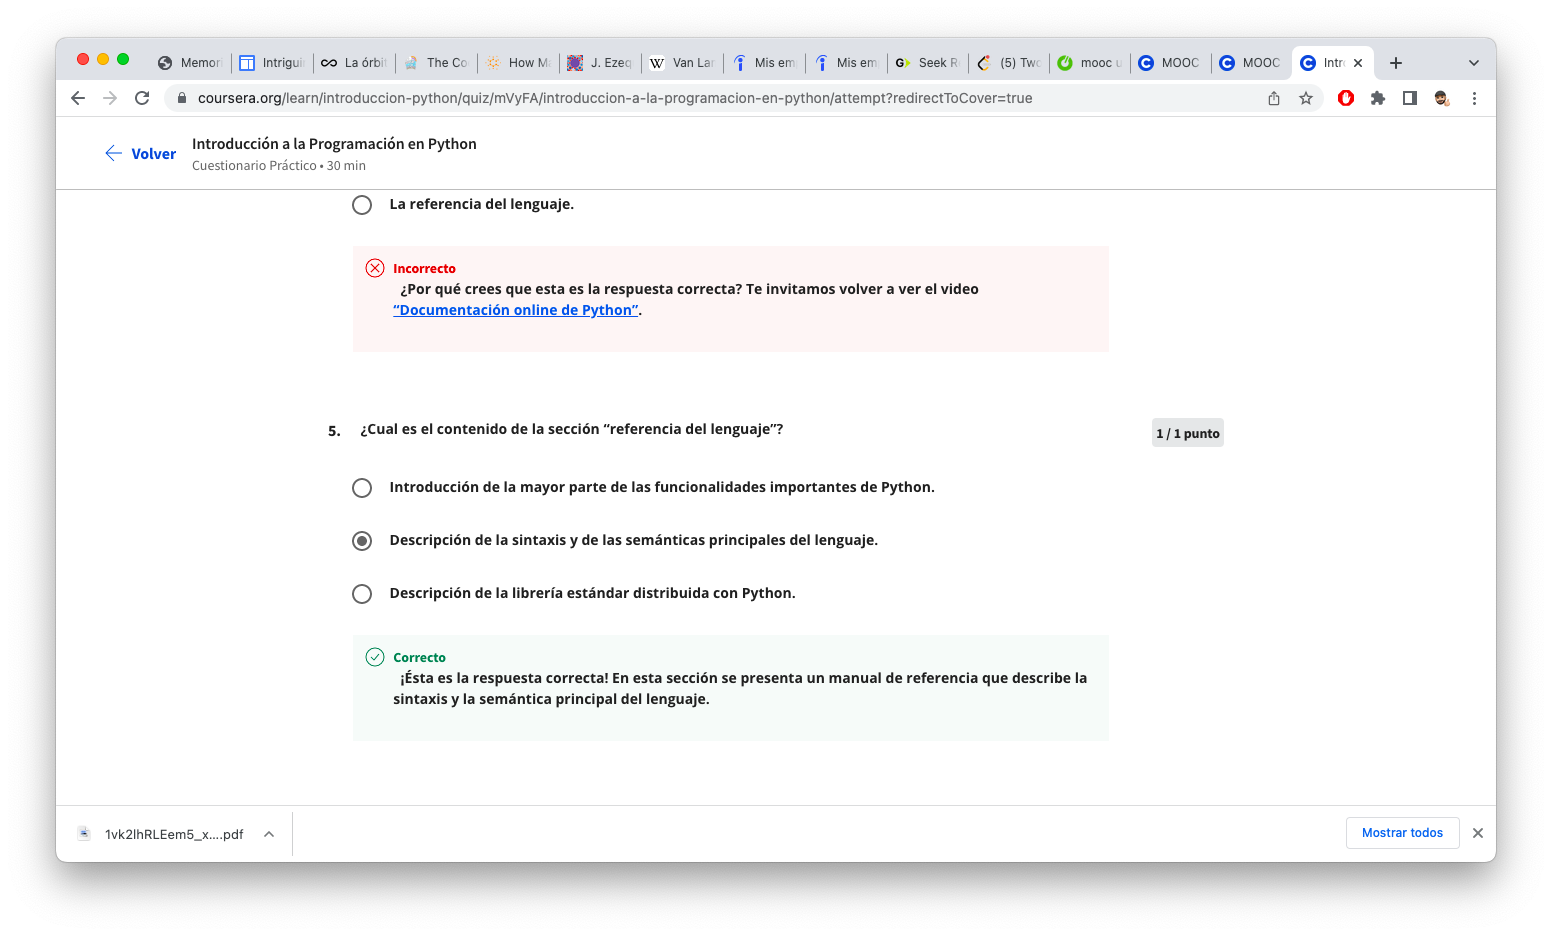 Memori
Intrigui
La órbit
The Co
How Ma
J. Ezeq
Van Lar
Mis em
Mis em
Seek R
(5) Two
mooc u
MOOC
MOOC
Intr
coursera.org/learn/introduccion-python/quiz/mVyFA/introduccion-a-la-programacion-en-python/attempt?redirectToCover=true
Volver
Introducción a la Programación en Python
Cuestionario Práctico • 30 min
La referencia del lenguaje.
Incorrecto
¿Por qué crees que esta es la respuesta correcta? Te invitamos volver a ver el video
“Documentación online de Python”.
5. ¿Cual es el contenido de la sección “referencia del lenguaje”?
1 / 1 punto
Introducción de la mayor parte de las funcionalidades importantes de Python.
Descripción de la sintaxis y de las semánticas principales del lenguaje.
Descripción de la librería estándar distribuida con Python.
Correcto
¡Ésta es la respuesta correcta! En esta sección se presenta un manual de referencia que describe la
sintaxis y la semántica principal del lenguaje.
1vk2lhRLEem5_x....pdf
Mostrar todos